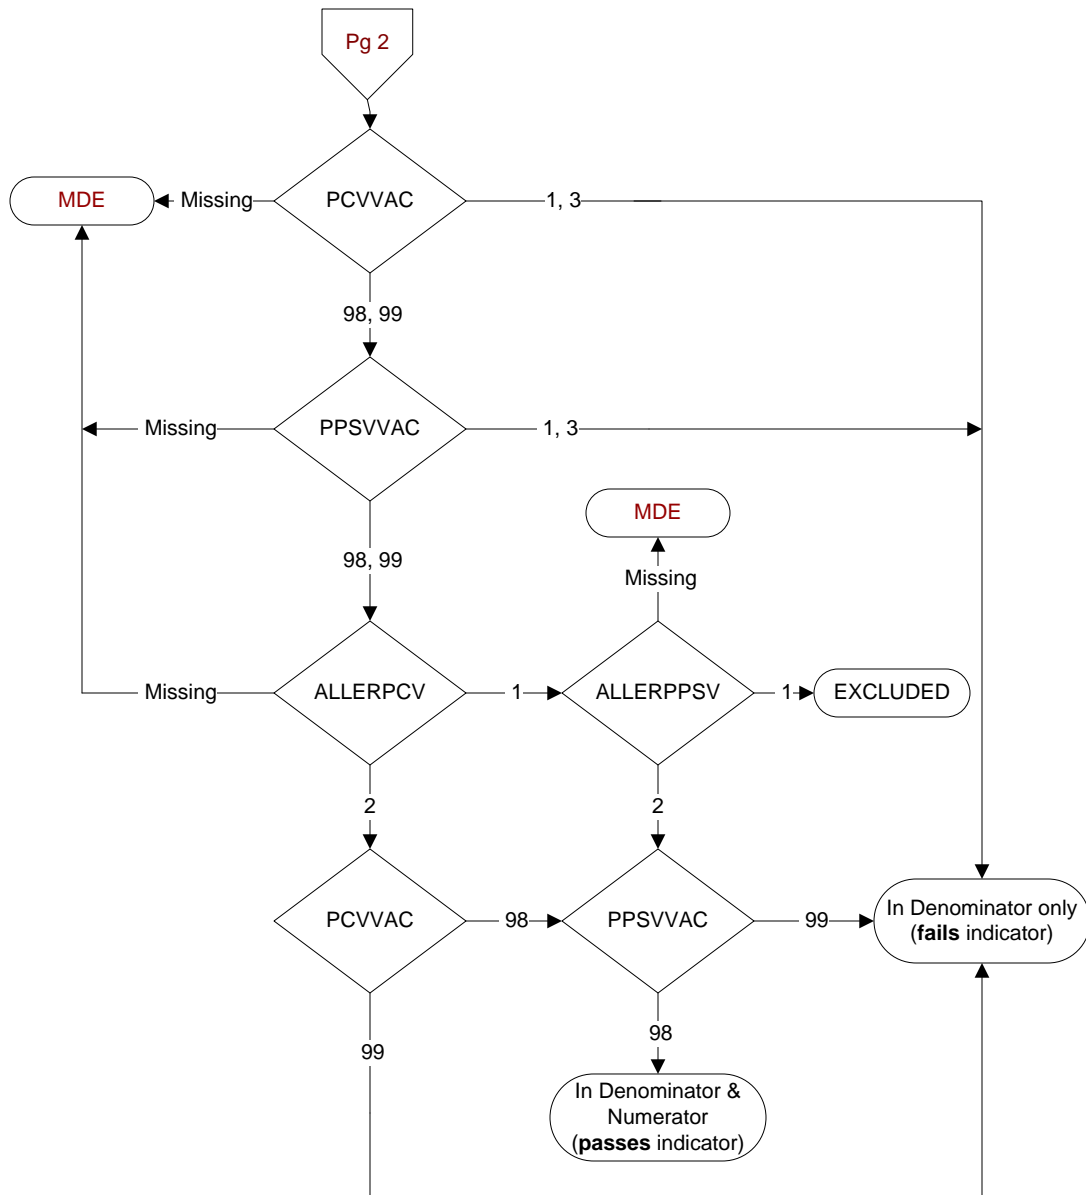 Pg 2
MDE
Missing
PCVVAC
1, 3
98, 99
Missing
PPSVVAC
1, 3
MDE
98, 99
Missing
Missing
ALLERPCV
1
ALLERPPSV
1
EXCLUDED
2
2
PCVVAC
98
PPSVVAC
99
In Denominator only
(fails indicator)
98
99
In Denominator &
Numerator
(passes indicator)